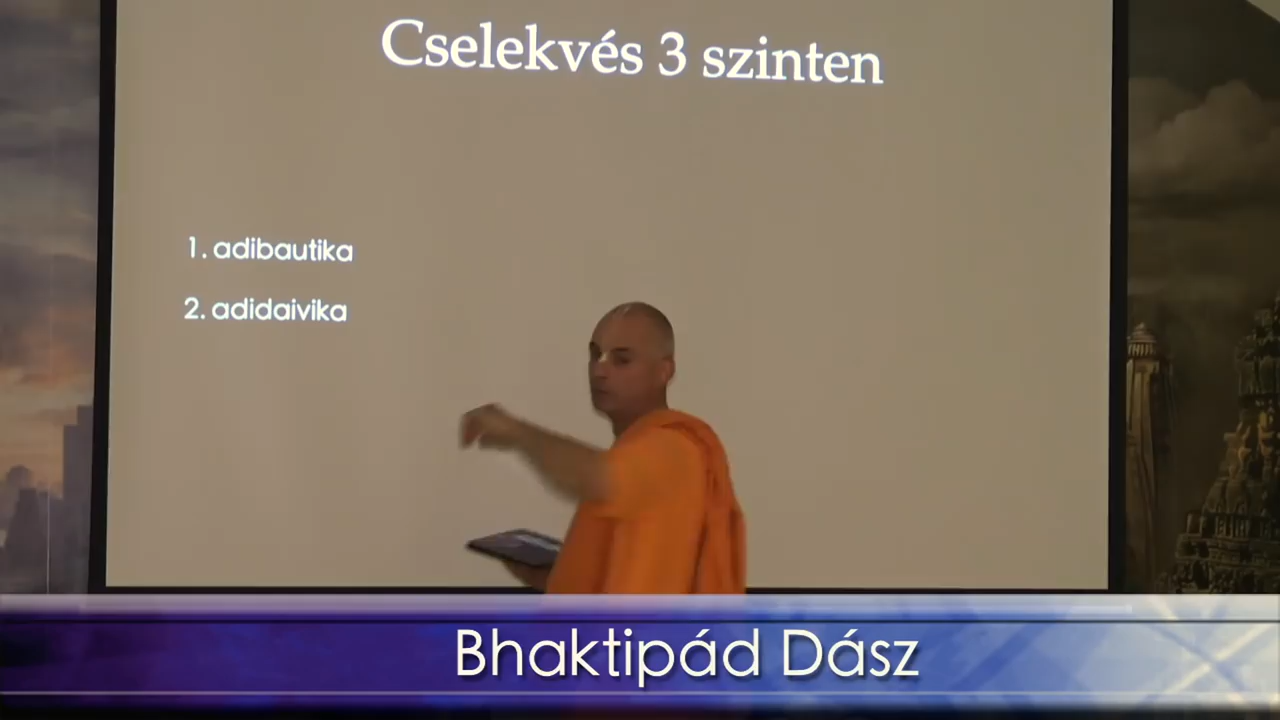 Cselekvés 3 szinten
1. adibautika
2. adidaivika
Bhaktipád Dász